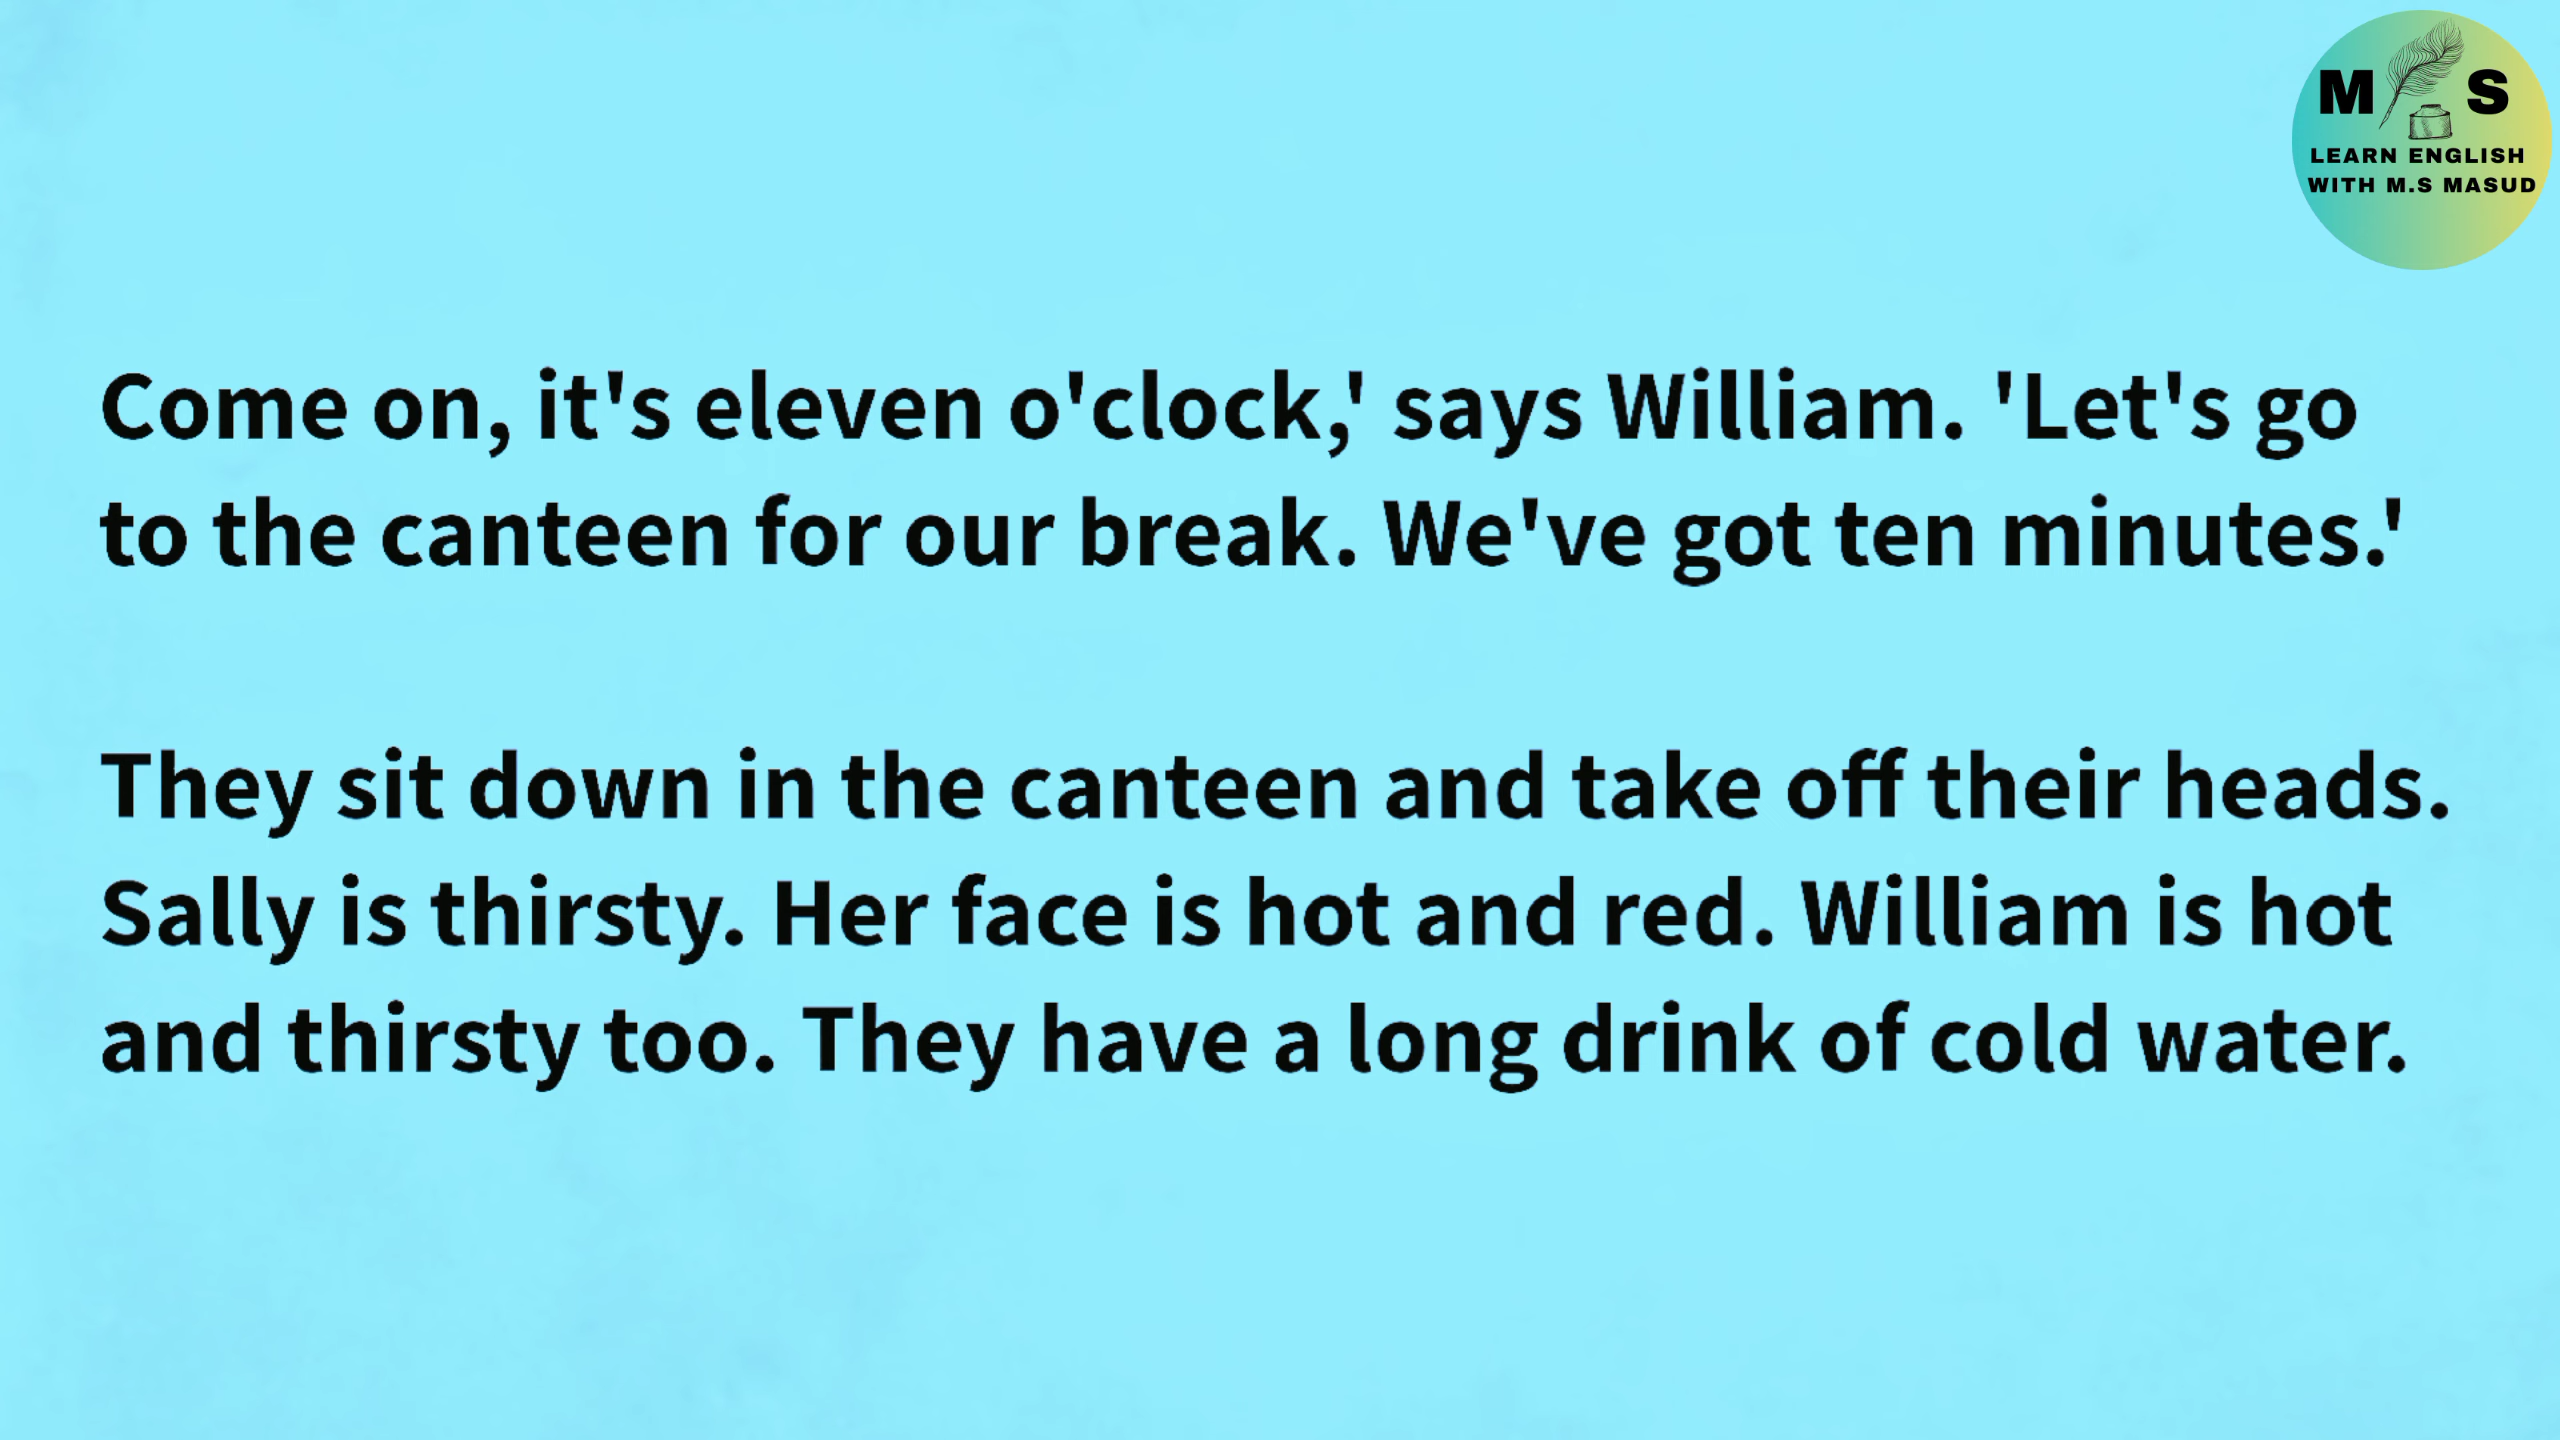 M S
LEARN ENGLISH
WITH M.S MASUD
Come on, it's eleven o'clock,' says William. 'Let's go
to the canteen for our break. We've got ten minutes.'
They sit down in the canteen and take off their heads.
Sally is thirsty. Her face is hot and red. William is hot
and thirsty too. They have a long drink of cold water.